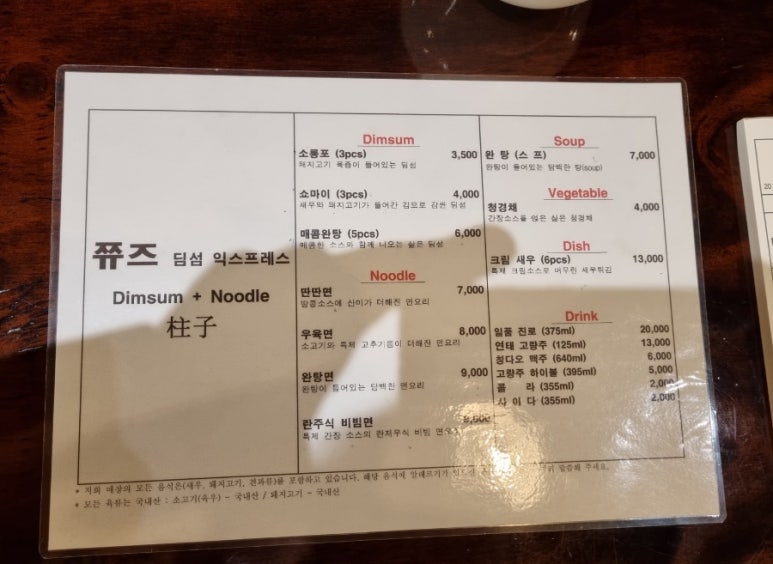 쮸즈 딤섬 익스프레스
Dimsum + Noodle
柱子
Dimsum
소롱포 (3pcs) 3,500
돼지고기 육즙이 들어있는 딤섬
쇼마이 (3pcs) 4,000
새우와 돼지고기가 들어간 김모로 감싼 딤섬
매콤완탕 (5pcs) 6,000
매콤한 소스와 함께 나오는 삶은 딤섬
Noodle
딴딴면 7,000
땅콩소스에 산미가 더해진 면요리
우육면 8,000
소고기와 특제 고추기름이 더해진 면요리
완탕면 9,000
완탕이 들어있는 담백한 면요리
란주식 비빔면
특제 간장 소스의 란저우식 비빔 면요리
Soup
완 탕 (스 프) 7,000
완탕이 들어있는 담백한 탕(soup)
Vegetable
청경채 4,000
간장소스를 얹은 삶은 청경채
Dish
크림 새우 (6pcs) 13,000
특제 크림소스로 버무린 새우튀김
Drink
일품 진로 (375ml) 20,000
연태 고량주 (125ml) 13,000
칭다오 맥주 (640ml) 6,000
고량주 하이볼 (395ml) 5,000
콜 라 (355ml) 2,000
사 이 다 (355ml) 2,000
* 저희 매장의 모든 음식은(새우, 돼지고기, 견과류)를 포함하고 있습니다. 해당 음식에 알레르기가 말씀해 주세요.
* 모든 육류는 국내산 : 소고기(육우) - 국내산 / 돼지고기 - 국내산
20